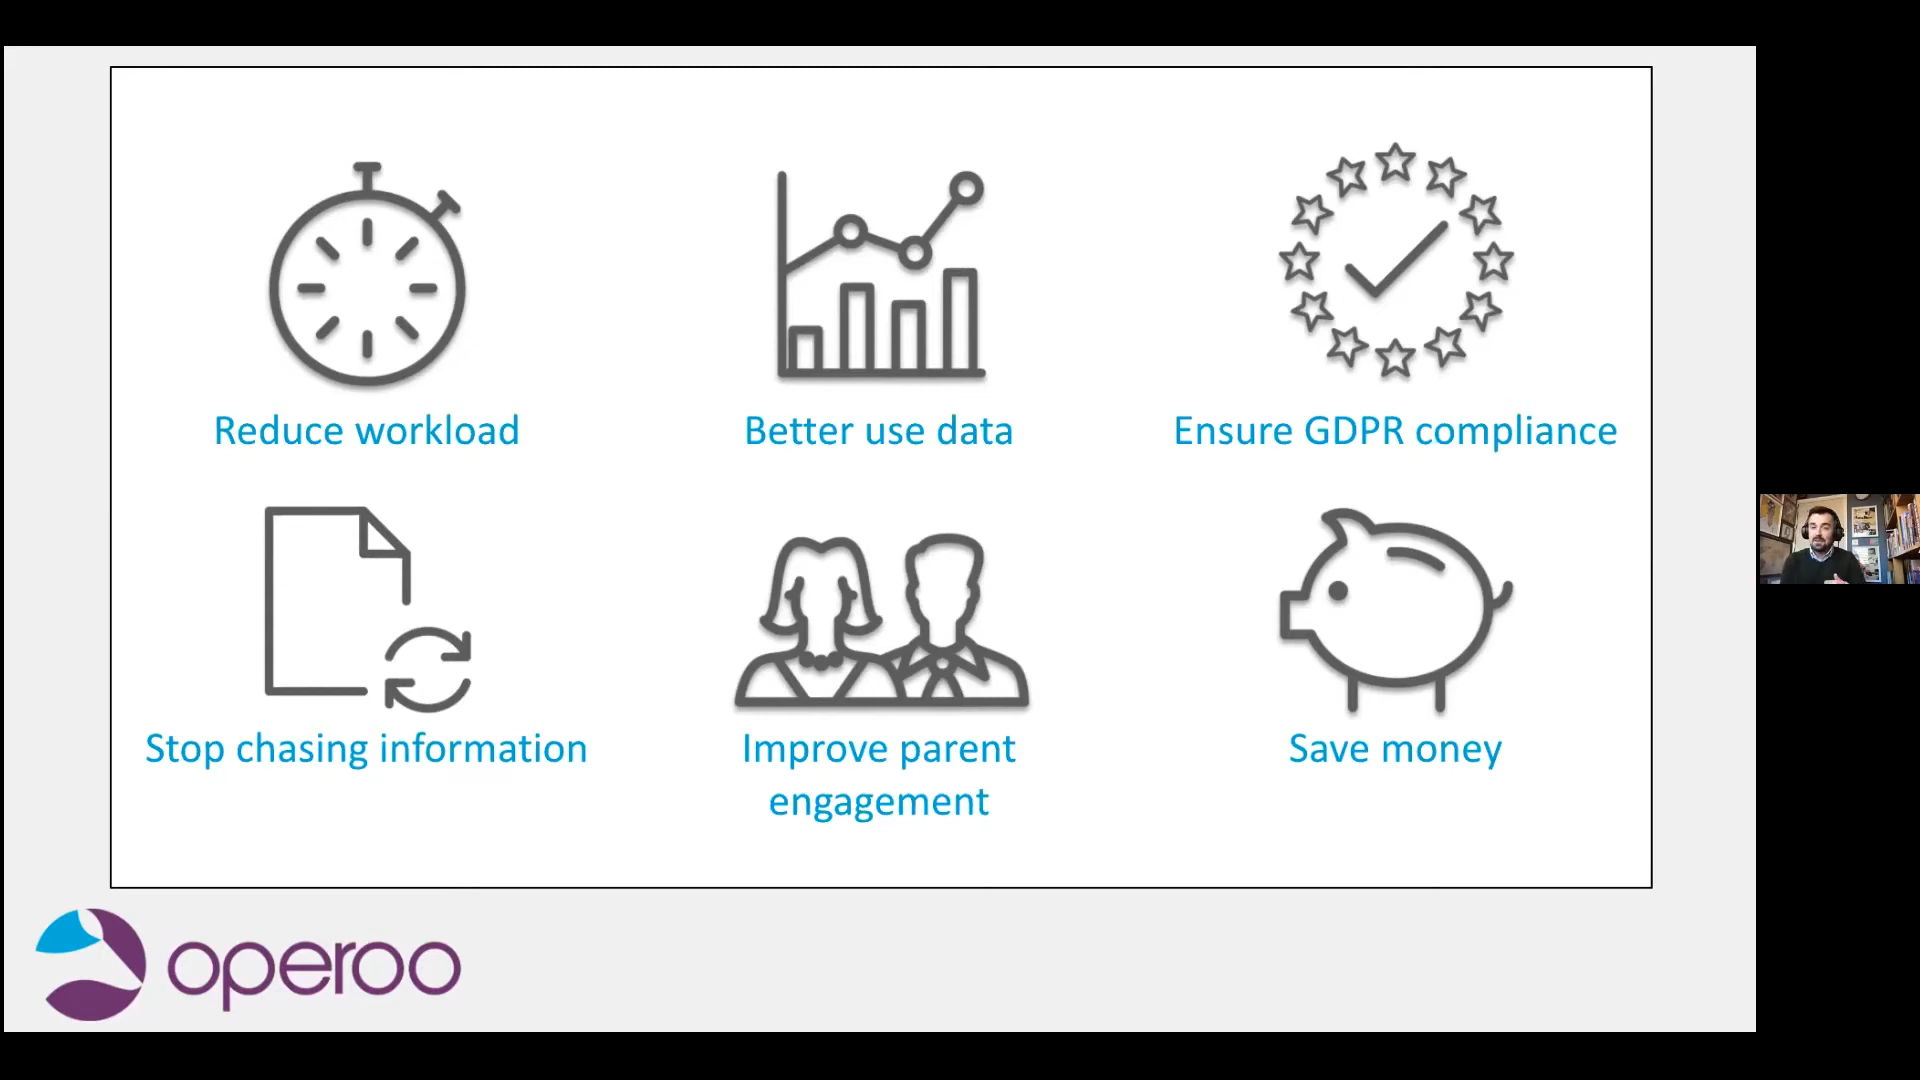 Reduce workload
Better use data
Ensure GDPR compliance
Stop chasing information
Improve parent
engagement
Save money
operoo